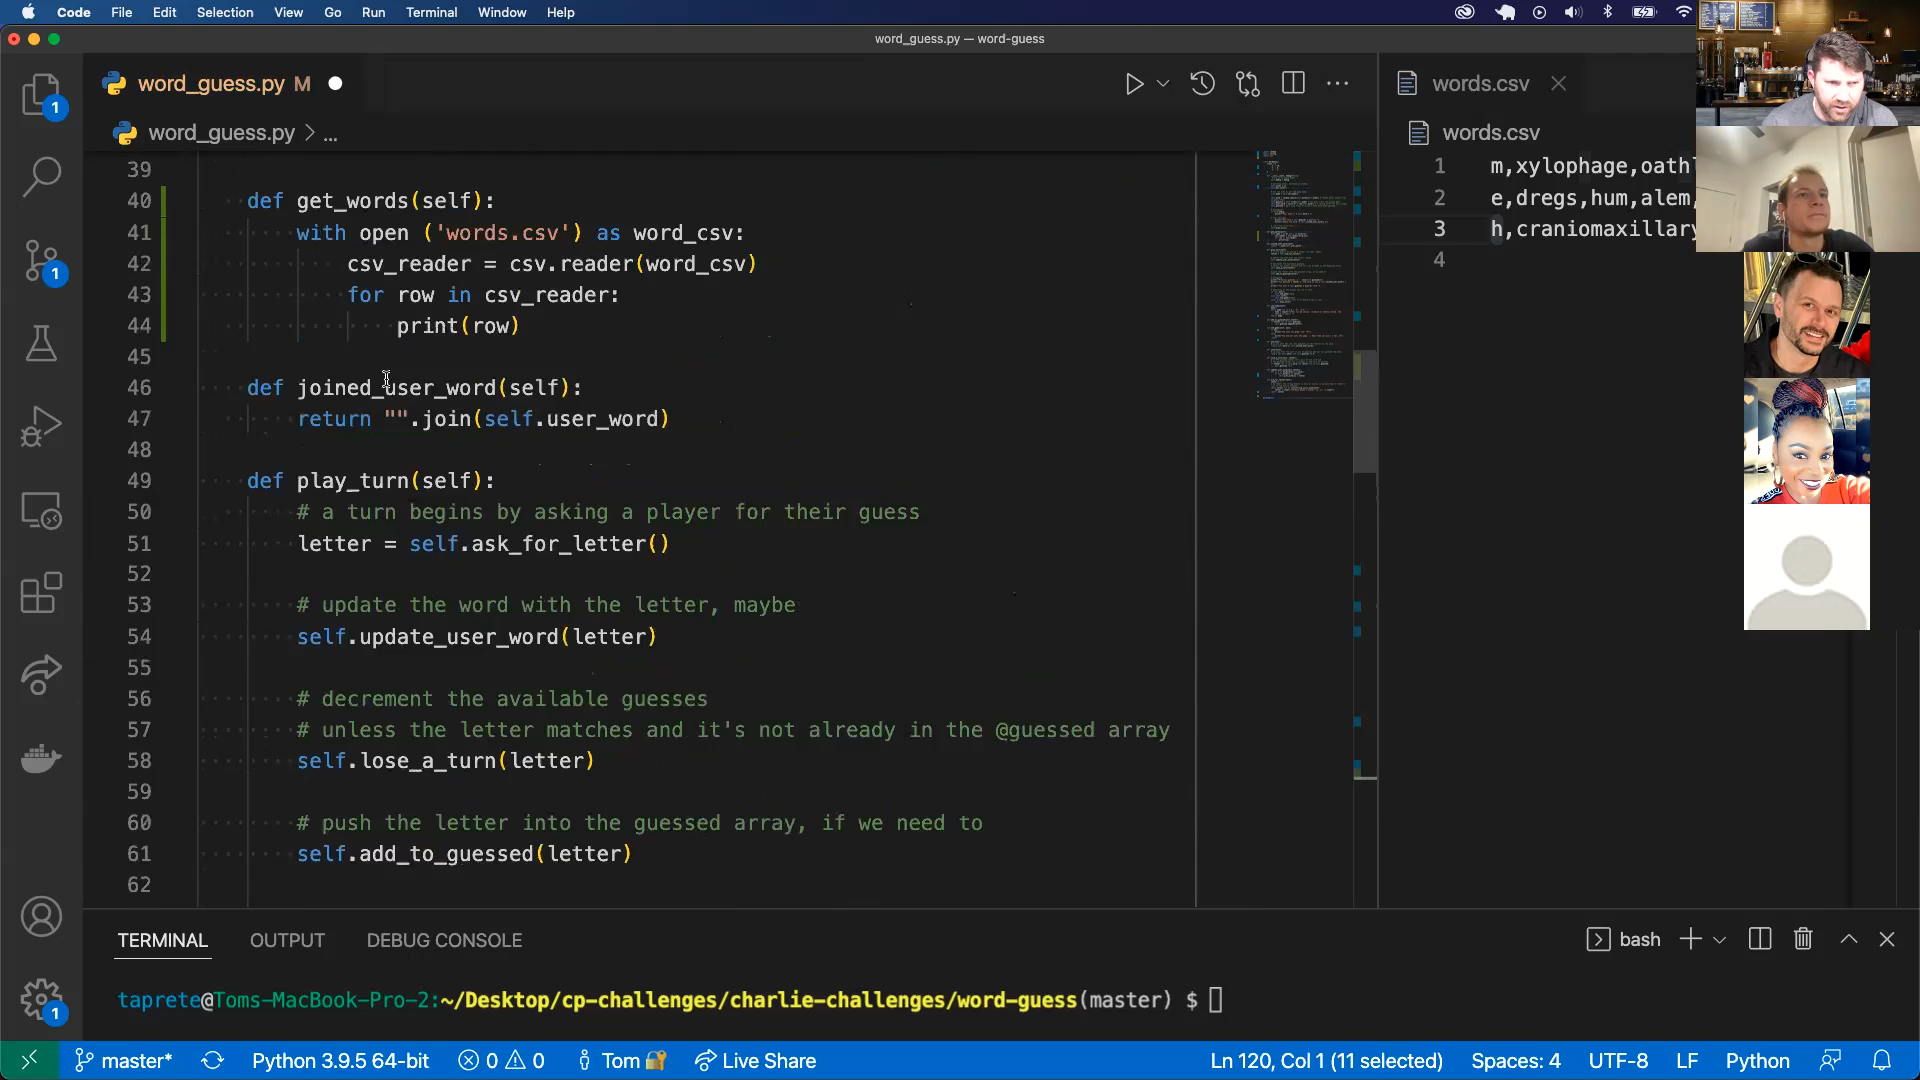 Code File Edit Selection View Go Run Terminal Window Help
word_guess.py — word-guess
word_guess.py M
words.csv
word_guess.py > ...
words.csv
39
40 def get_words(self):
41 with open ('words.csv') as word_csv:
42 csv_reader = csv.reader(word_csv)
43 for row in csv_reader:
44 print(row)
45
46 def joined_user_word(self):
47 return "".join(self.user_word)
48
49 def play_turn(self):
50 # a turn begins by asking a player for their guess
51 letter = self.ask_for_letter()
52
53 # update the word with the letter, maybe
54 self.update_user_word(letter)
55
56 # decrement the available guesses
57 # unless the letter matches and it's not already in the @guessed array
58 self.lose_a_turn(letter)
59
60 # push the letter into the guessed array, if we need to
61 self.add_to_guessed(letter)
62
1 m,xylophage,oath
2 e,dregs,hum,alem,
3 h,craniomaxillary
4
1
1
1
TERMINAL OUTPUT DEBUG CONSOLE
bash
taprete@Toms-MacBook-Pro-2:~/Desktop/cp-challenges/charlie-challenges/word-guess(master) $
master* Python 3.9.5 64-bit 0 0 Tom Live Share Ln 120, Col 1 (11 selected) Spaces: 4 UTF-8 LF Python